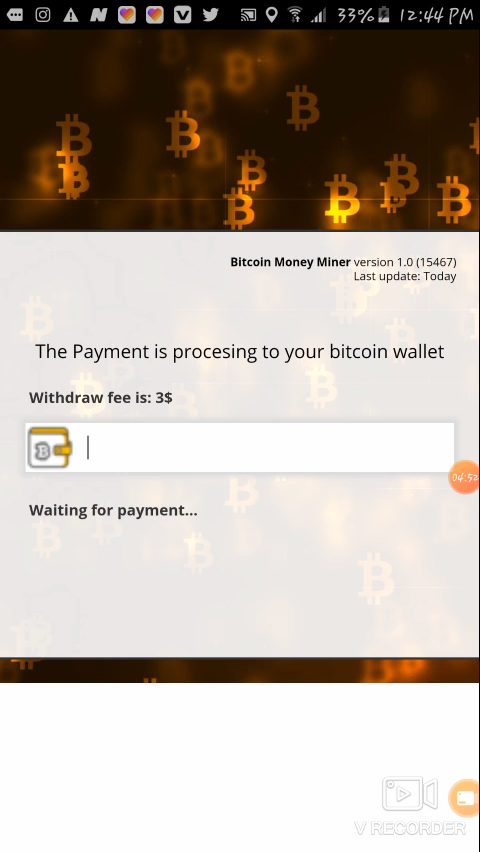 33% 12:44 PM
Bitcoin Money Miner version 1.0 (15467)
Last update: Today
The Payment is procesing to your bitcoin wallet
Withdraw fee is: 3$
04:52
Waiting for payment...
V RECORDER